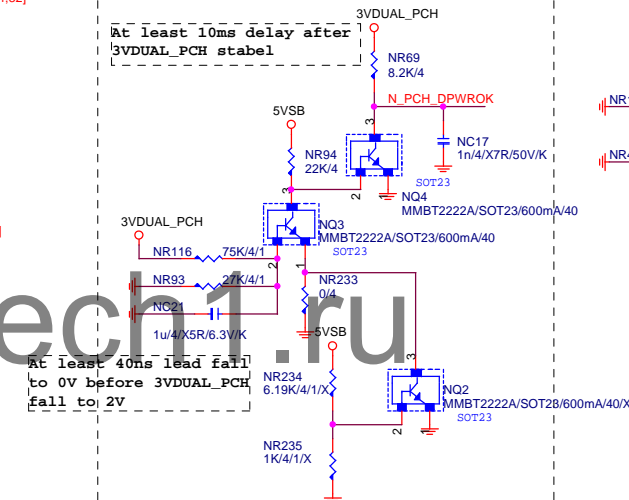 At least 10ms delay after
3VDUAL_PCH stabel
3VDUAL_PCH
NR69
8.2K/4
N_PCH_DPWROK
NC17
1n/4/X7R/50V/K
5VSB
NR94
22K/4
3
2
1
SOT23
NQ4
MMBT2222A/SOT23/600mA/40
3
NQ3
MMBT2222A/SOT23/600mA/40
SOT23
2
1
3VDUAL_PCH
NR116
75K/4/1
NR93
27K/4/1
NC21
1u/4/X5R/6.3V/K
NR233
0/4
5VSB
ech1.ru
At least 40ns lead fall
to 0V before 3VDUAL_PCH
fall to 2V
NR234
6.19K/4/1/X
3
NQ2
MMBT2222A/SOT23/600mA/40/X
SOT23
2
1
NR235
1K/4/1/X